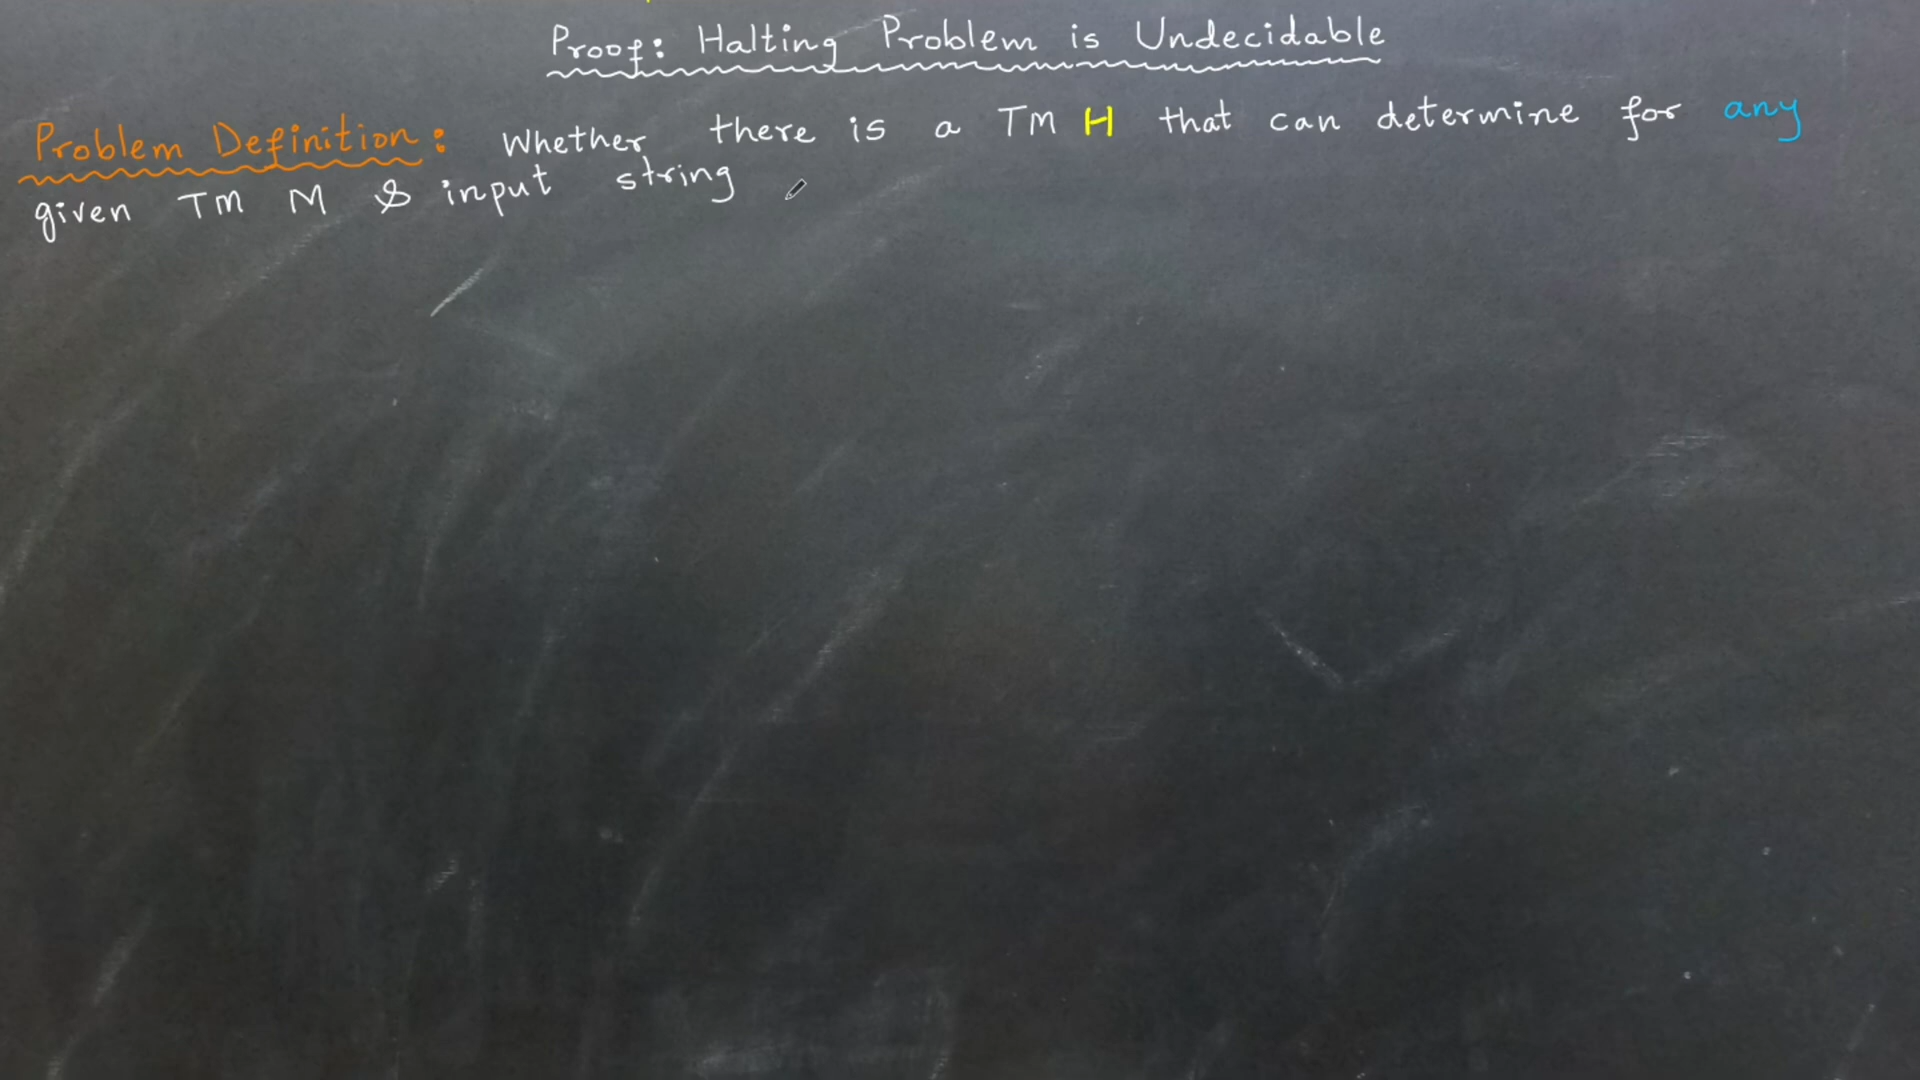 Proof: Halting Problem is Undecidable
Problem Definition: Whether there is a TM H that can determine for any
given TM M & input string